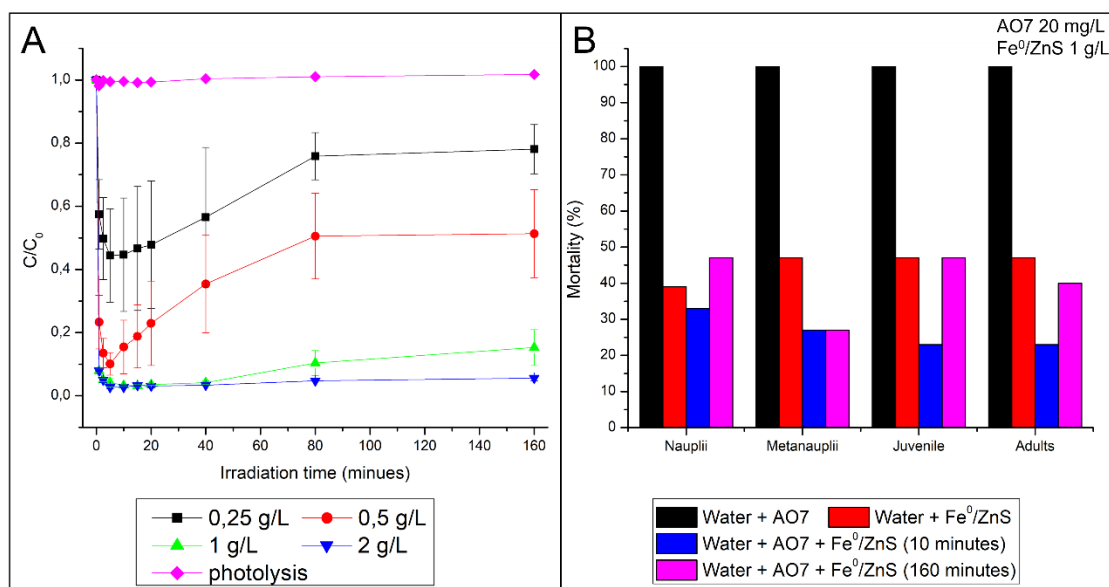 A
C/C0
1,0
0,8
0,6
0,4
0,2
0,0
0 20 40 60 80 100 120 140 160
Irradiation time (minues)
0,25 g/L 0,5 g/L
1 g/L 2 g/L
photolysis
B
AO7 20 mg/L
Fe⁰/ZnS 1 g/L
Mortality (%)
100
90
80
70
60
50
40
30
20
10
0
Nauplii Metanauplii Juvenile Adults
Water + AO7 Water + Fe⁰/ZnS
Water + AO7 + Fe⁰/ZnS (10 minutes)
Water + AO7 + Fe⁰/ZnS (160 minutes)